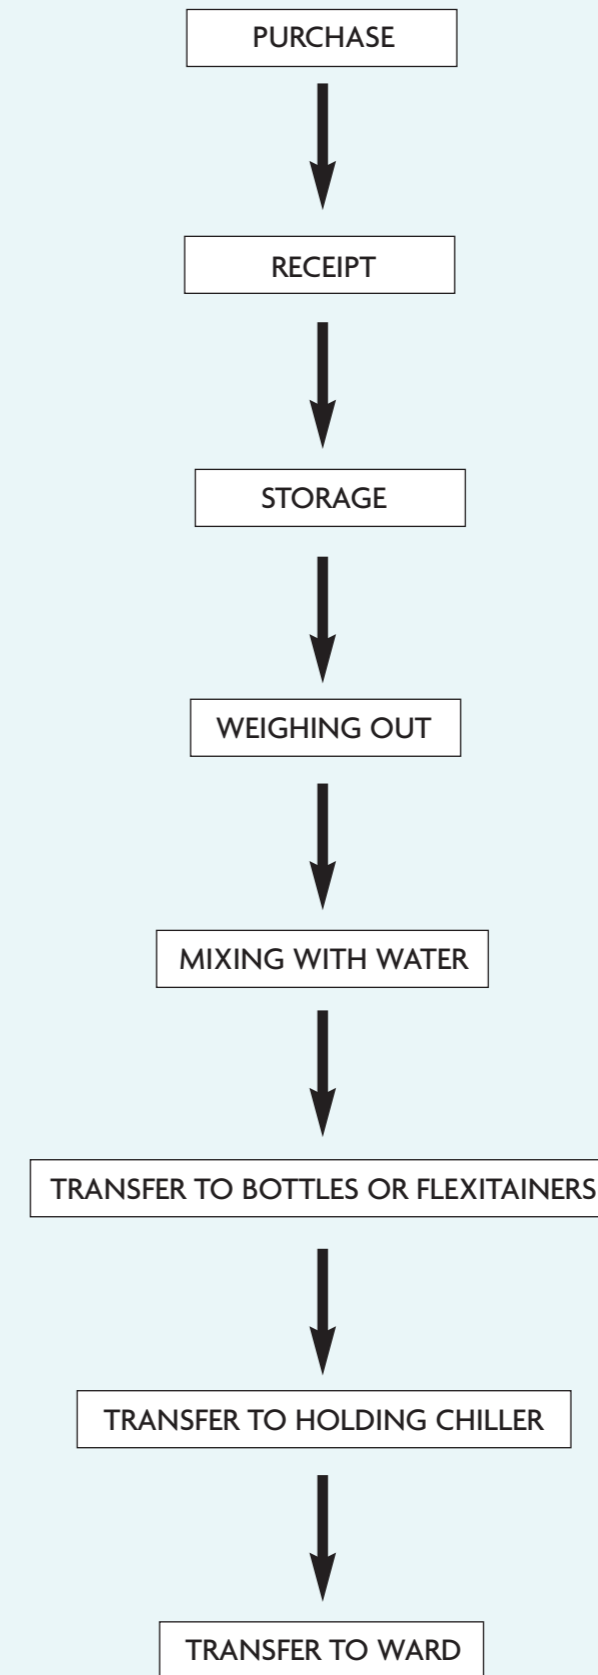 PURCHASE
RECEIPT
STORAGE
WEIGHING OUT
MIXING WITH WATER
TRANSFER TO BOTTLES OR FLEXITAINERS
TRANSFER TO HOLDING CHILLER
TRANSFER TO WARD